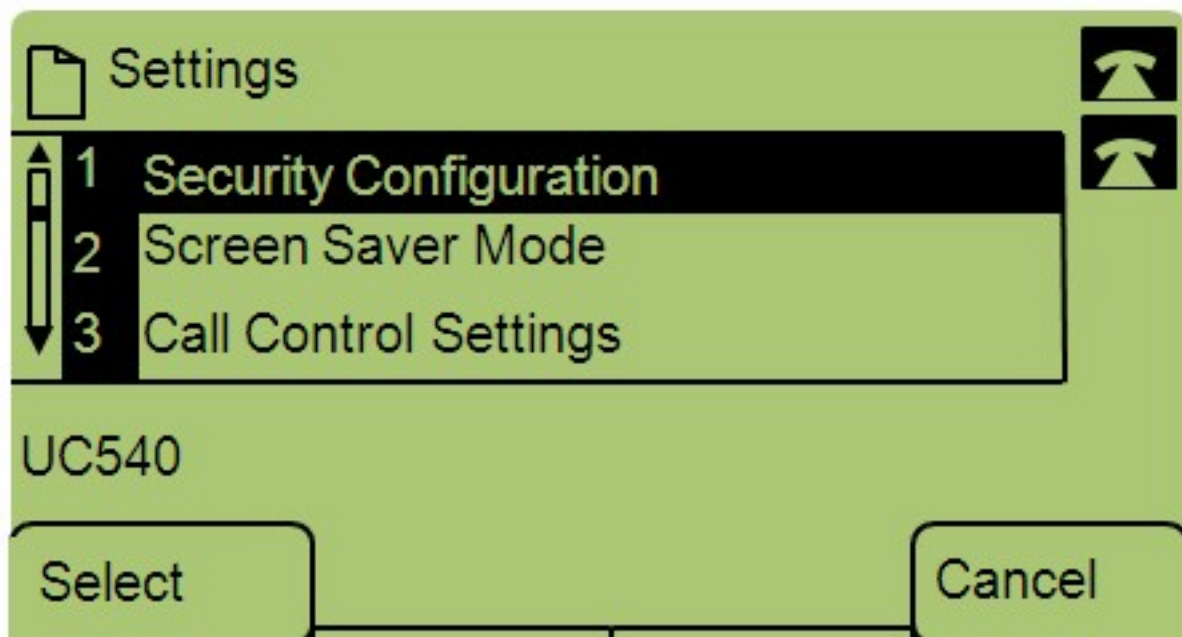 Settings
1 Security Configuration
2 Screen Saver Mode
3 Call Control Settings
UC540
Select Cancel